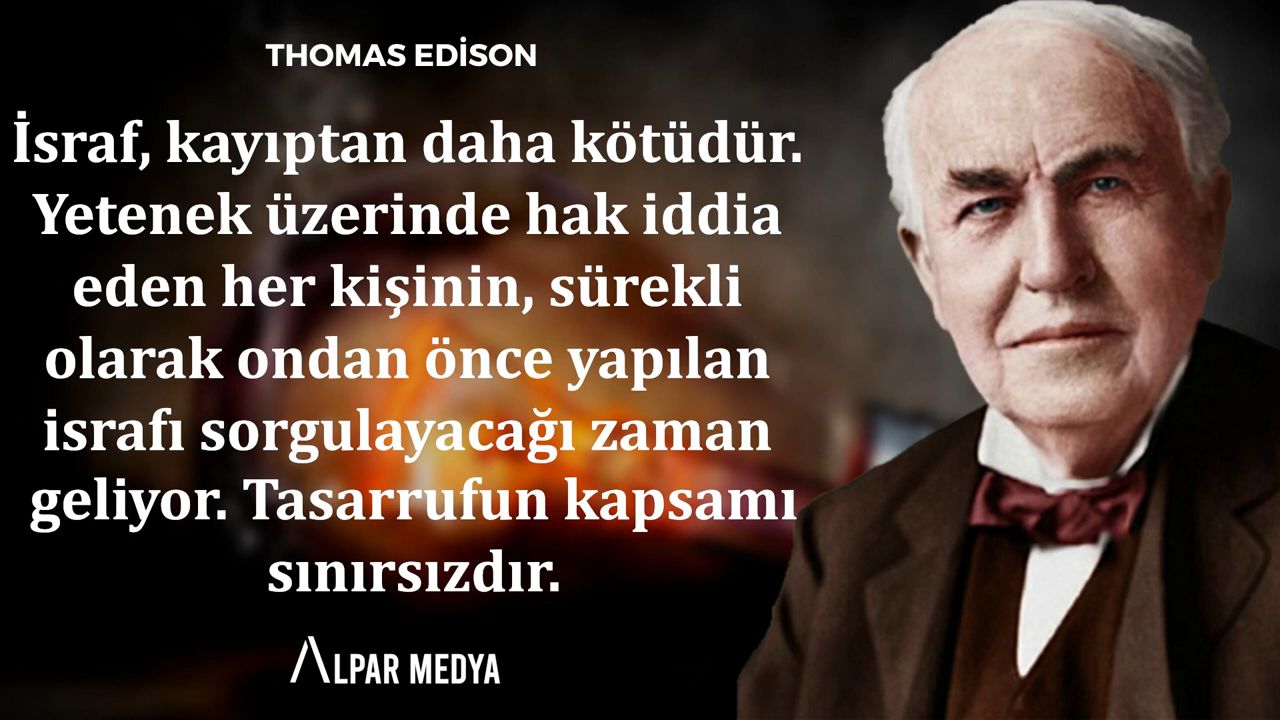 THOMAS EDİSON
İsraf, kayıptan daha kötüdür.
Yetenek üzerinde hak iddia
eden her kişinin, sürekli
olarak ondan önce yapılan
israfı sorgulayacağı zaman
geliyor. Tasarrufun kapsamı
sınırsızdır.
ALPAR MEDYA